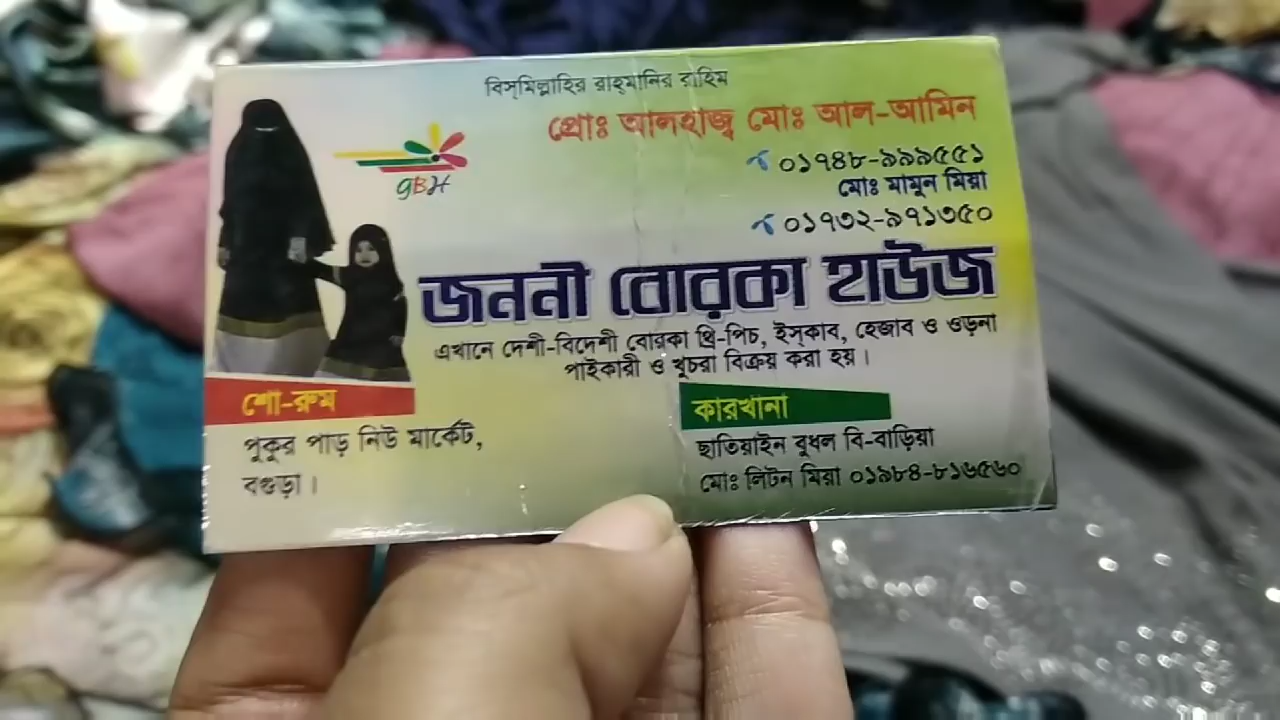 বিস্‌মিল্লাহির রাহ্‌মানির রাহিম
প্রোঃ আলহাজ্ব মোঃ আল-আমিন
০১৭৪৮-৯৯৯৫৫১
মোঃ মামুন মিয়া
০১৭৩২-৯৭১৩৫০
gBH
জননী বোরকা হাউজ
এখানে দেশী-বিদেশী বোরকা থ্রি-পিচ, ইস্‌কাব, হেজাব ও ওড়না
পাইকারী ও খুচরা বিক্রয় করা হয়।
শো-রুম
পুকুর পাড় নিউ মার্কেট,
বগুড়া।
কারখানা
ছাতিয়াইন বুধল বি-বাড়িয়া
মোঃ লিটন মিয়া ০১৯৮৪-৮১৬৫৬০